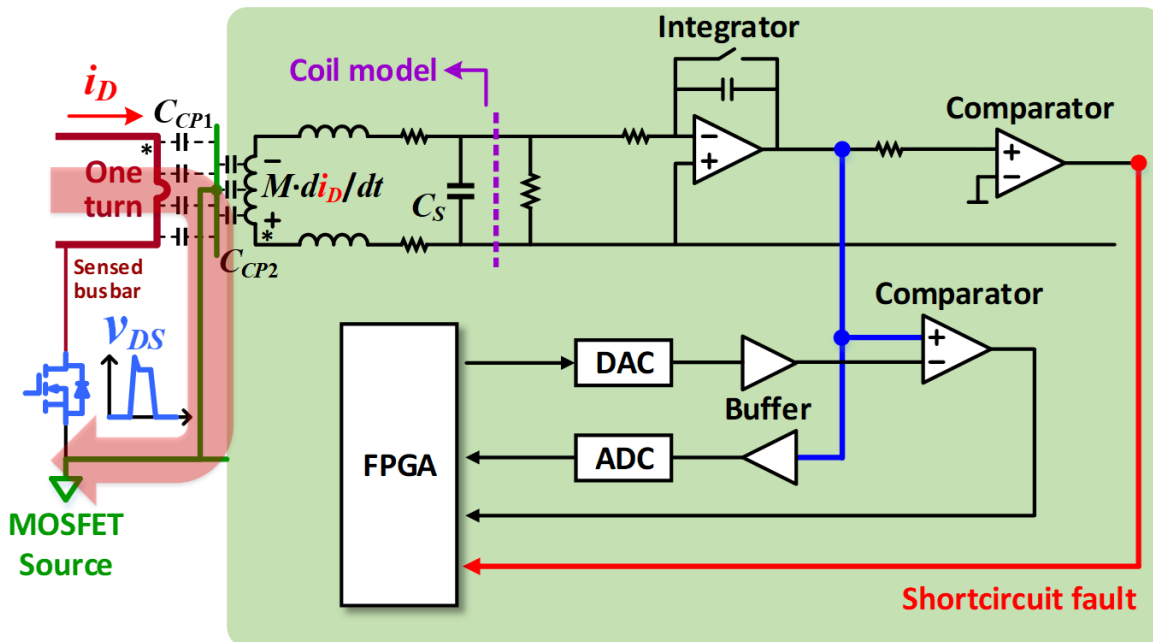 Integrator
Coil model
i_D
C_CP1
Comparator
*
One
turn
−
M·di_D/dt
+
*
C_S
−
+
+
−
C_CP2
Sensed
busbar
Comparator
v_DS
+
−
DAC
Buffer
FPGA
ADC
MOSFET
Source
Shortcircuit fault